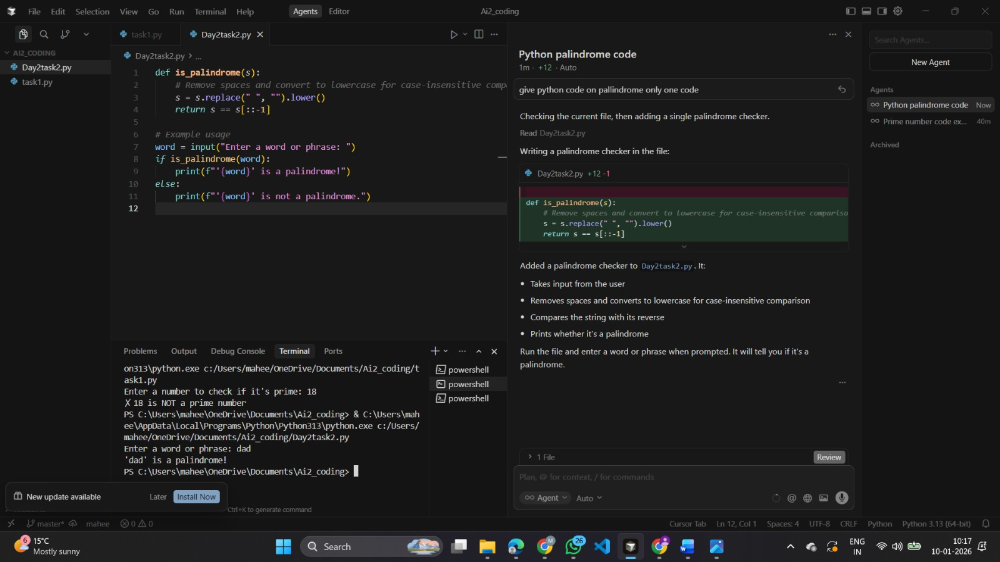 File Edit Selection View Go Run Terminal Help
Agents Editor
Ai2_coding
AI2_CODING
Day2task2.py
task1.py
task1.py
Day2task2.py
Day2task2.py > ...
1 def is_palindrome(s):
2 # Remove spaces and convert to lowercase for case-insensitive comp
3 s = s.replace(" ", "").lower()
4 return s == s[::-1]
5
6 # Example usage
7 word = input("Enter a word or phrase: ")
8 if is_palindrome(word):
9 print(f"'{word}' is a palindrome!")
10 else:
11 print(f"'{word}' is not a palindrome.")
12
Problems Output Debug Console Terminal Ports
on313\python.exe c:/Users/mahee/OneDrive/Documents/Ai2_coding/t
ask1.py
Enter a number to check if it's prime: 18
18 is NOT a prime number
PS C:\Users\mahee\OneDrive\Documents\Ai2_coding> & C:\Users\mah
ee\AppData\Local\Programs\Python\Python313\python.exe c:/Users/
mahee/OneDrive/Documents/Ai2_coding/Day2task2.py
Enter a word or phrase: dad
'dad' is a palindrome!
PS C:\Users\mahee\OneDrive\Documents\Ai2_coding>
powershell
powershell
powershell
New update available Later Install Now
Ctrl+K to generate command
Python palindrome code
1m · +12 · Auto
give python code on pallindrome only one code
Checking the current file, then adding a single palindrome checker.
Read Day2task2.py
Writing a palindrome checker in the file:
Day2task2.py +12 -1
def is_palindrome(s):
# Remove spaces and convert to lowercase for case-insensitive compariso
s = s.replace(" ", "").lower()
return s == s[::-1]
Added a palindrome checker to Day2task2.py. It:
• Takes input from the user
• Removes spaces and converts to lowercase for case-insensitive comparison
• Compares the string with its reverse
• Prints whether it's a palindrome
Run the file and enter a word or phrase when prompted. It will tell you if it's a
palindrome.
1 File Review
Plan, @ for context, / for commands
Agent Auto
Search Agents...
New Agent
Agents
Python palindrome code Now
Prime number code ex... 40m
Archived
master* mahee 0 0
Cursor Tab Ln 12, Col 1 Spaces: 4 UTF-8 CRLF Python Python 3.13 (64-bit)
6 15°C
Mostly sunny
Search
M
26
ENG
IN
10:17
10-01-2026